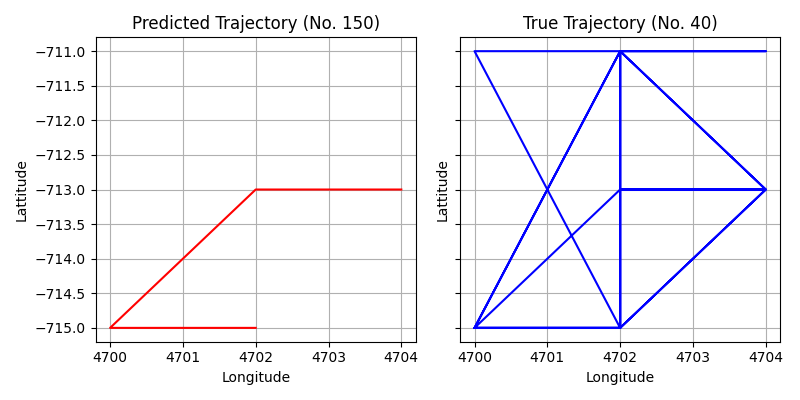 Predicted Trajectory (No. 150)
Lattitude
−711.0
−711.5
−712.0
−712.5
−713.0
−713.5
−714.0
−714.5
−715.0
4700 4701 4702 4703 4704
Longitude
True Trajectory (No. 40)
Lattitude
4700 4701 4702 4703 4704
Longitude